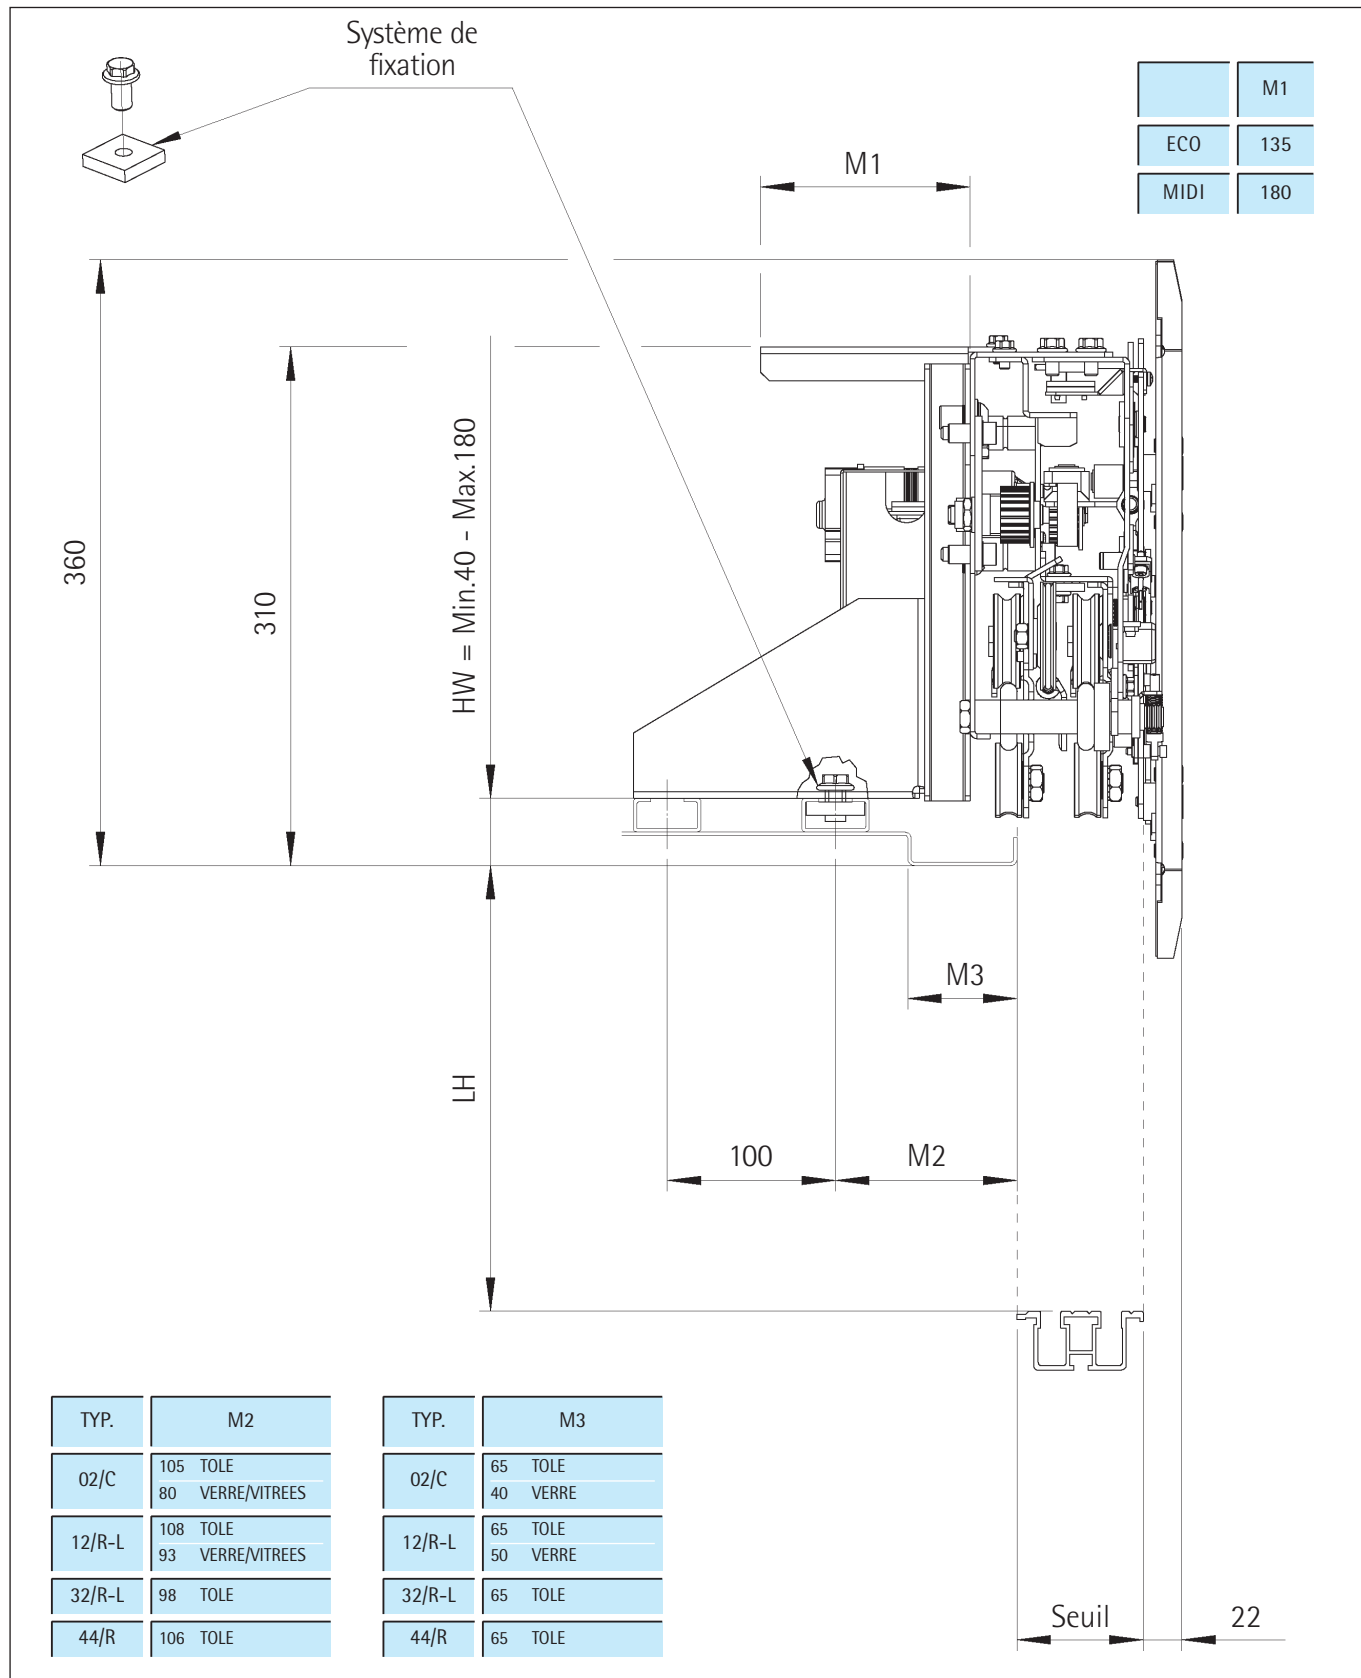 Système de
fixation
M1
ECO 135
MIDI 180
M1
360
310
HW = Min.40 - Max.180
M3
LH
100
M2
TYP. M2
02/C 105 TOLE
80 VERRE/VITREES
12/R-L 108 TOLE
93 VERRE/VITREES
32/R-L 98 TOLE
44/R 106 TOLE
TYP. M3
02/C 65 TOLE
40 VERRE
12/R-L 65 TOLE
50 VERRE
32/R-L 65 TOLE
44/R 65 TOLE
Seuil
22